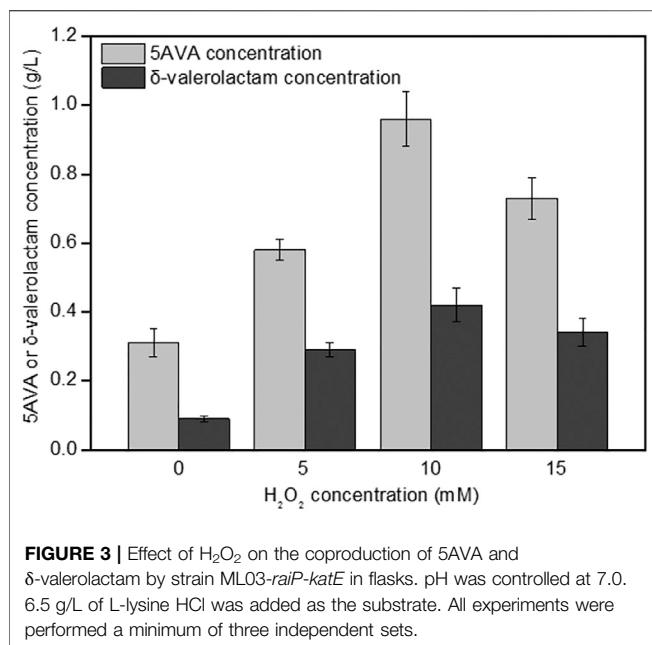 1.2
1.0
0.8
0.6
0.4
0.2
0.0
5AVA or δ-valerolactam concentration (g/L)
5AVA concentration
δ-valerolactam concentration
0 5 10 15
H₂O₂ concentration (mM)
FIGURE 3 | Effect of H₂O₂ on the coproduction of 5AVA and
δ-valerolactam by strain ML03-raiP-katE in flasks. pH was controlled at 7.0.
6.5 g/L of L-lysine HCl was added as the substrate. All experiments were
performed a minimum of three independent sets.